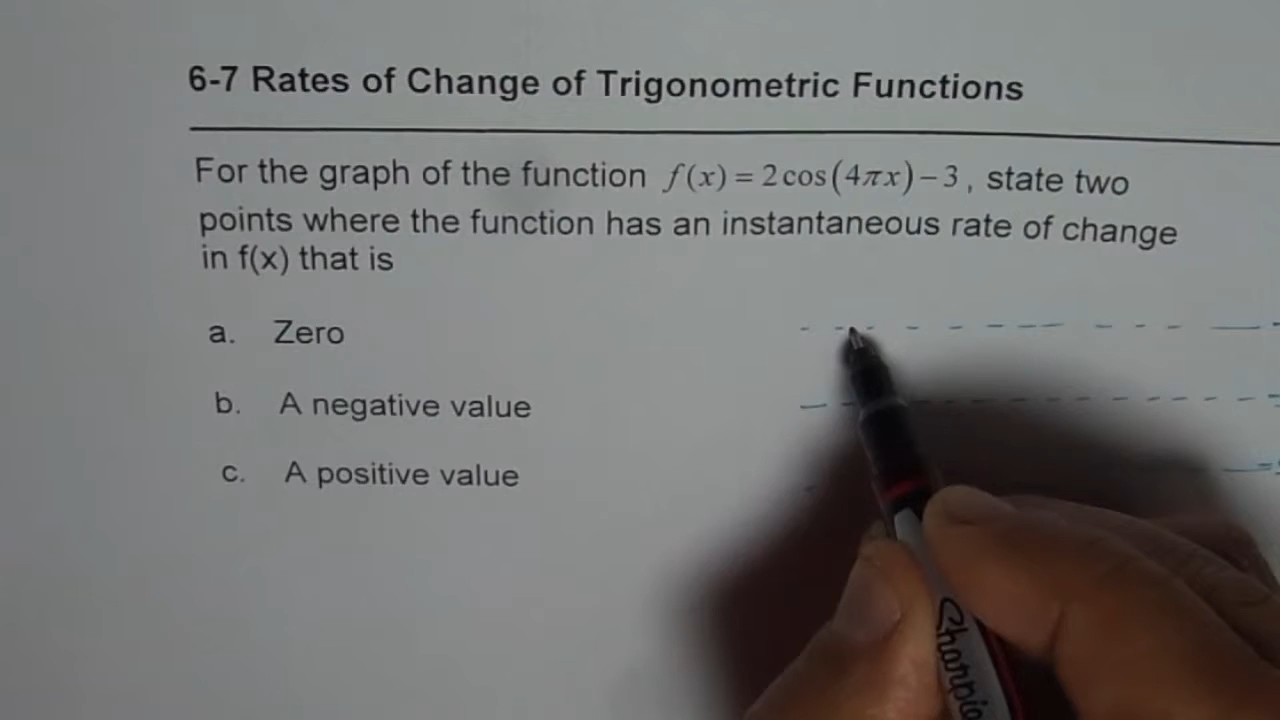 6-7 Rates of Change of Trigonometric Functions
For the graph of the function f(x) = 2cos(4πx) − 3, state two
points where the function has an instantaneous rate of change
in f(x) that is
a. Zero
b. A negative value
c. A positive value
Sharpie